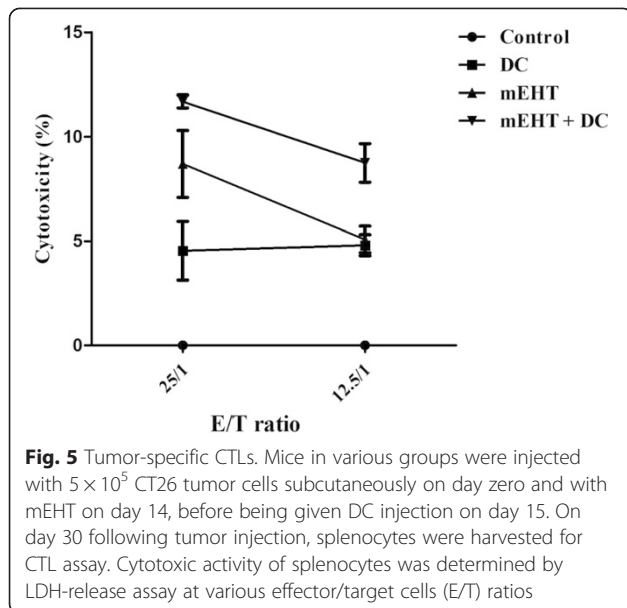 Control
DC
mEHT
mEHT + DC
Cytotoxicity (%)
15
10
5
0
25/1
12.5/1
E/T ratio
Fig. 5 Tumor-specific CTLs. Mice in various groups were injected
with 5 × 10⁵ CT26 tumor cells subcutaneously on day zero and with
mEHT on day 14, before being given DC injection on day 15. On
day 30 following tumor injection, splenocytes were harvested for
CTL assay. Cytotoxic activity of splenocytes was determined by
LDH-release assay at various effector/target cells (E/T) ratios